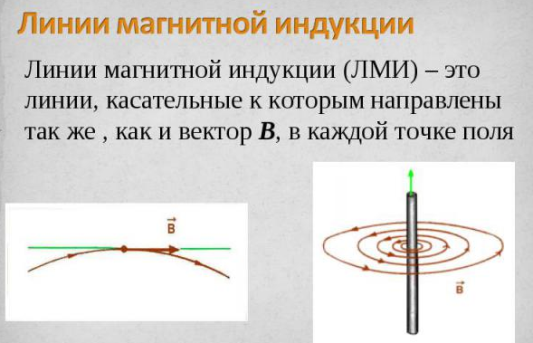 Линии магнитной индукции
Линии магнитной индукции (ЛМИ) – это
линии, касательные к которым направлены
так же , как и вектор B, в каждой точке поля
B
B